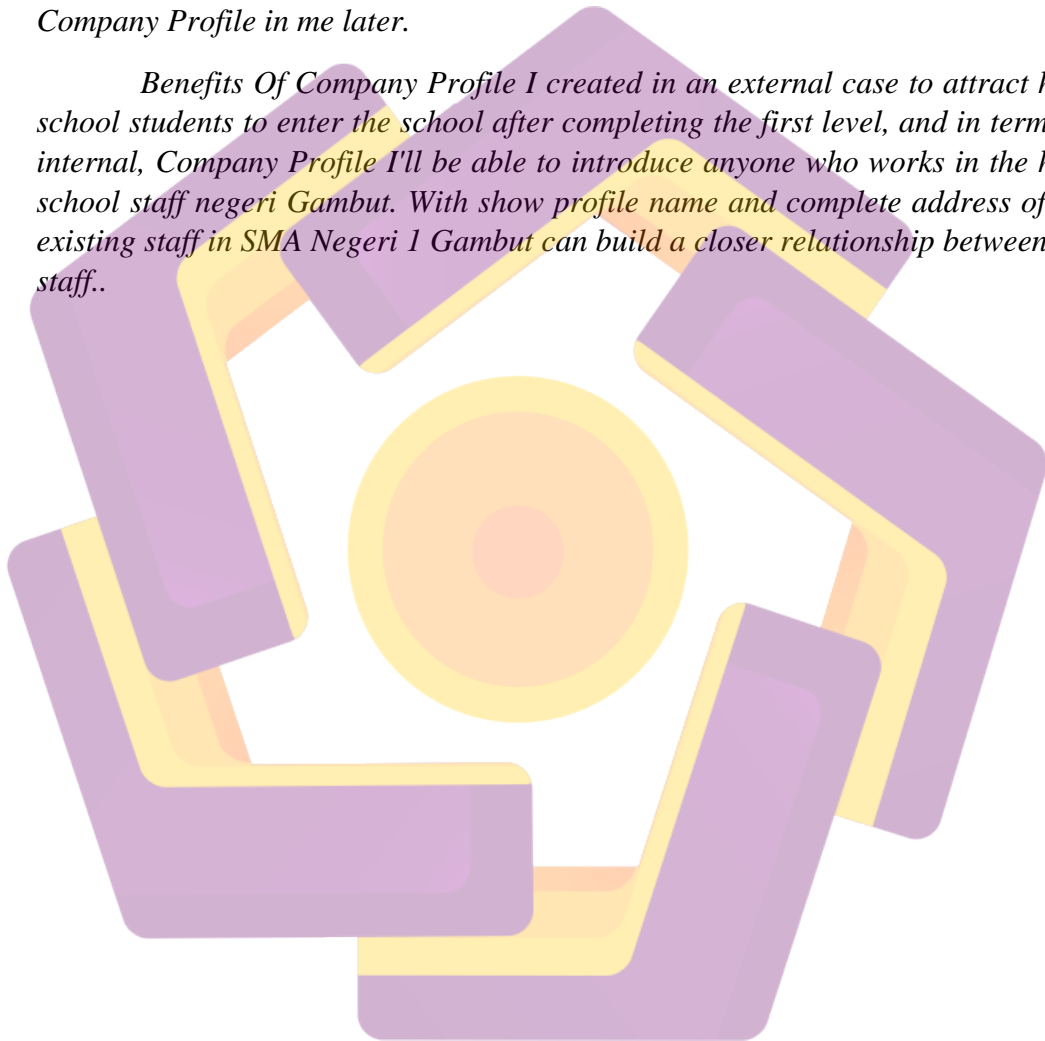 Company Profile in me later.
Benefits Of Company Profile I created in an external case to attract
school students to enter the school after completing the first level, and in
internal, Company Profile I'll be able to introduce anyone who works in the
school staff negeri Gambut. With show profile name and complete address of
existing staff in SMA Negeri 1 Gambut can build a closer relationship between
staff..